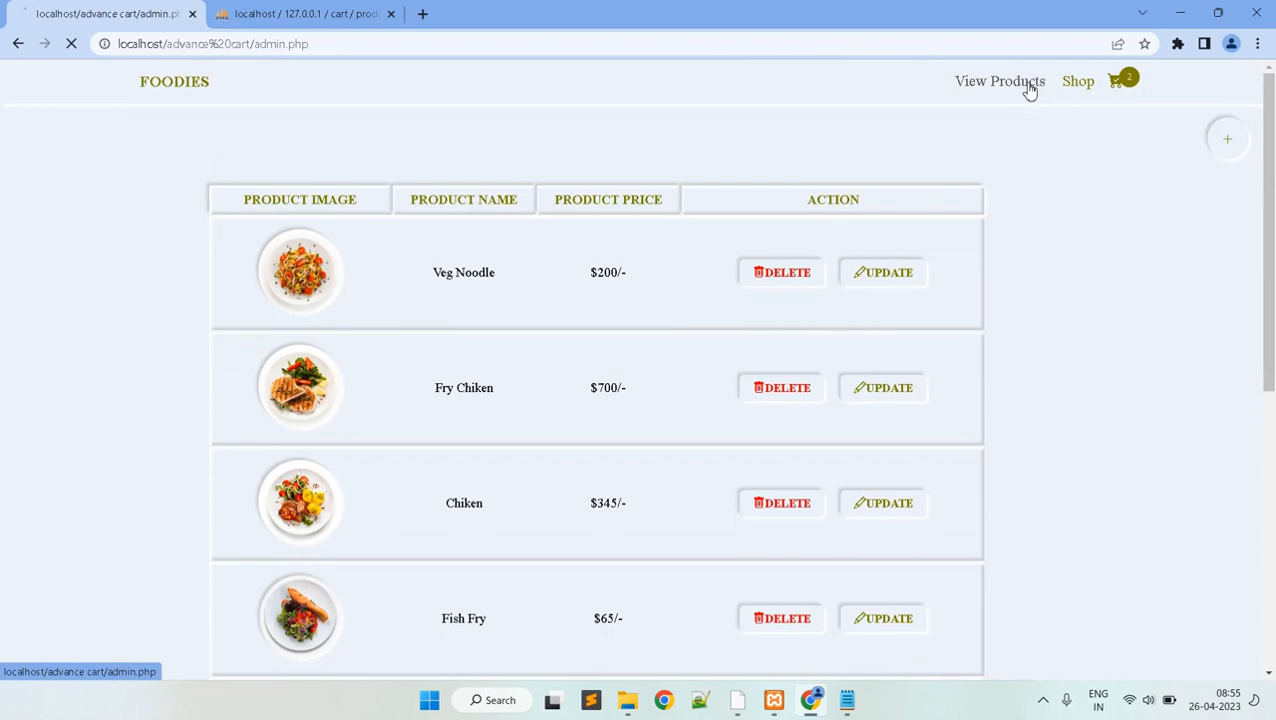 localhost/advance cart/admin.ph
localhost / 127.0.0.1 / cart / prod
localhost/advance%20cart/admin.php
FOODIES
View Products
Shop
2
+
PRODUCT IMAGE
PRODUCT NAME
PRODUCT PRICE
ACTION
Veg Noodle
$200/-
DELETE
UPDATE
Fry Chiken
$700/-
DELETE
UPDATE
Chiken
$345/-
DELETE
UPDATE
Fish Fry
$65/-
DELETE
UPDATE
localhost/advance cart/admin.php
Search
ENG
IN
08:55
26-04-2023